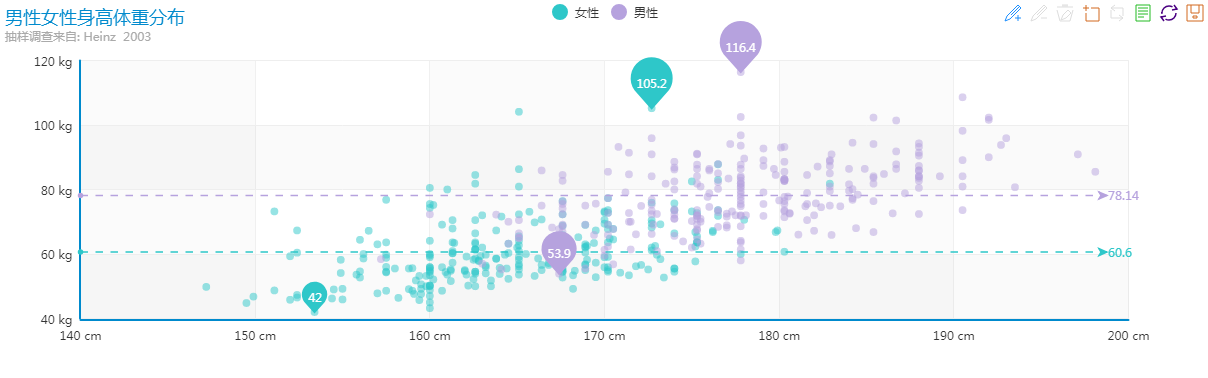 男性女性身高体重分布
抽样调查来自: Heinz 2003
女性 男性
116.4
105.2
120 kg
100 kg
80 kg
78.14
60 kg
60.6
53.9
42
40 kg
140 cm 150 cm 160 cm 170 cm 180 cm 190 cm 200 cm